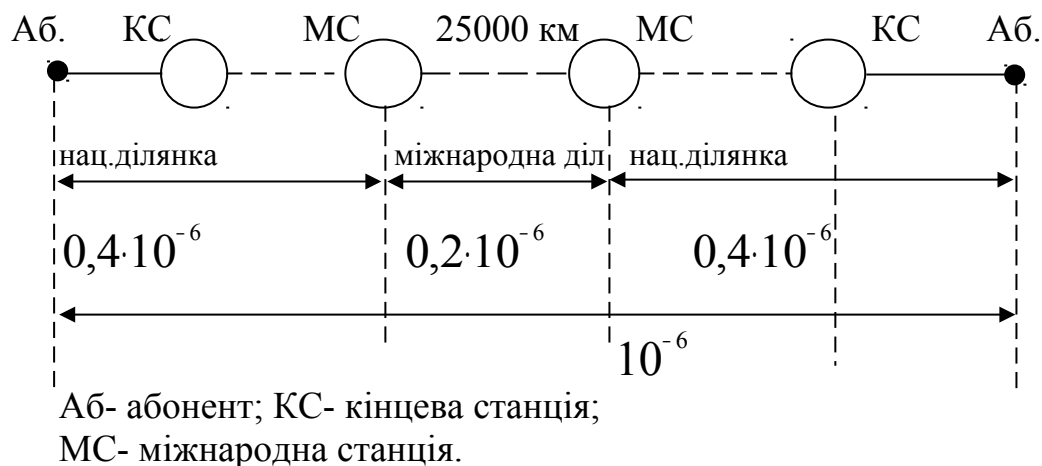 Аб. КС МС 25000 км МС КС Аб.
нац.ділянка міжнародна діл нац.ділянка
0,4·10⁻⁶ 0,2·10⁻⁶ 0,4·10⁻⁶
10⁻⁶
Аб- абонент; КС- кінцева станція;
МС- міжнародна станція.